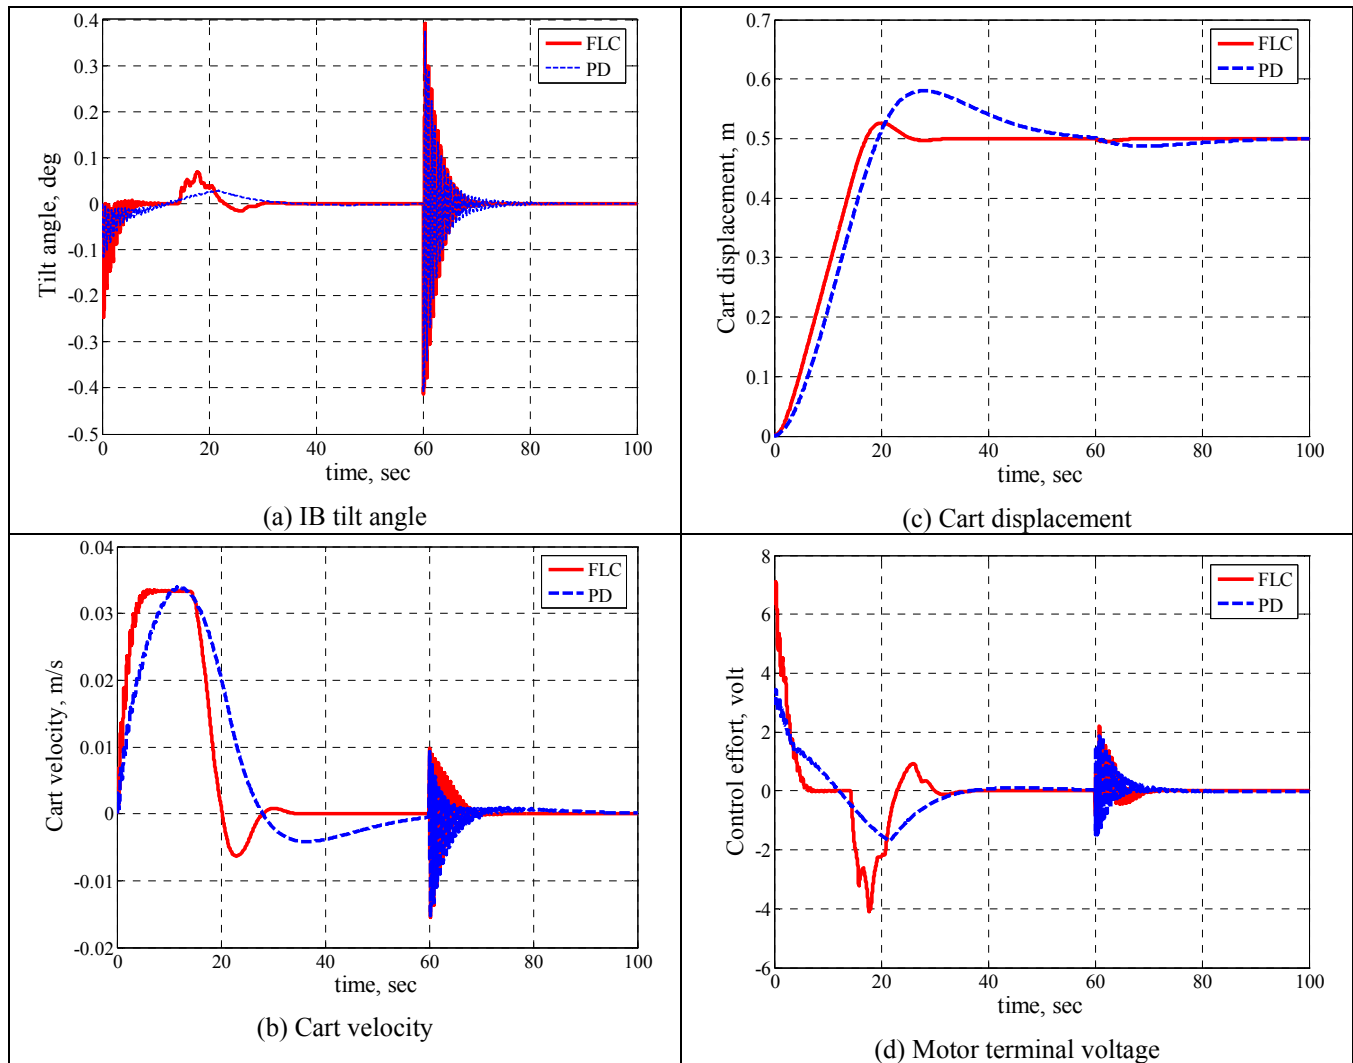 0.4
0.3
0.2
0.1
0
-0.1
-0.2
-0.3
-0.4
-0.5
Tilt angle, deg
FLC
PD
0 20 40 60 80 100
time, sec
(a) IB tilt angle
0.7
0.6
0.5
0.4
0.3
0.2
0.1
0
Cart displacement, m
FLC
PD
0 20 40 60 80 100
time, sec
(c) Cart displacement
0.04
0.03
0.02
0.01
0
-0.01
-0.02
Cart velocity, m/s
FLC
PD
0 20 40 60 80 100
time, sec
(b) Cart velocity
8
6
4
2
0
-2
-4
-6
Control effort, volt
FLC
PD
0 20 40 60 80 100
time, sec
(d) Motor terminal voltage